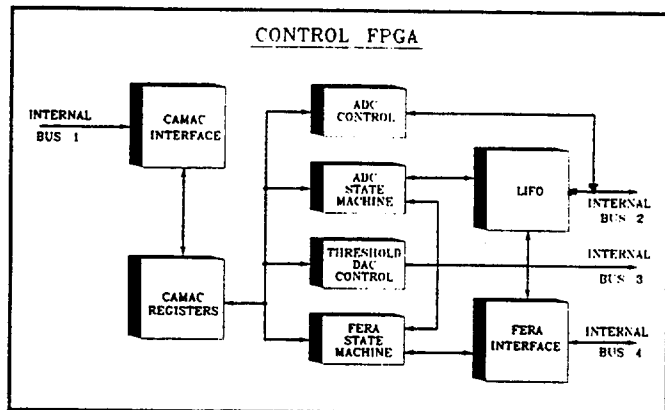 CONTROL FPGA
INTERNAL
BUS 1
CAMAC
INTERFACE
CAMAC
REGISTERS
ADC
CONTROL
ADC
STATE
MACHINE
THRESHOLD
DAC
CONTROL
FERA
STATE
MACHINE
LIFO
FERA
INTERFACE
INTERNAL
BUS 2
INTERNAL
BUS 3
INTERNAL
BUS 4